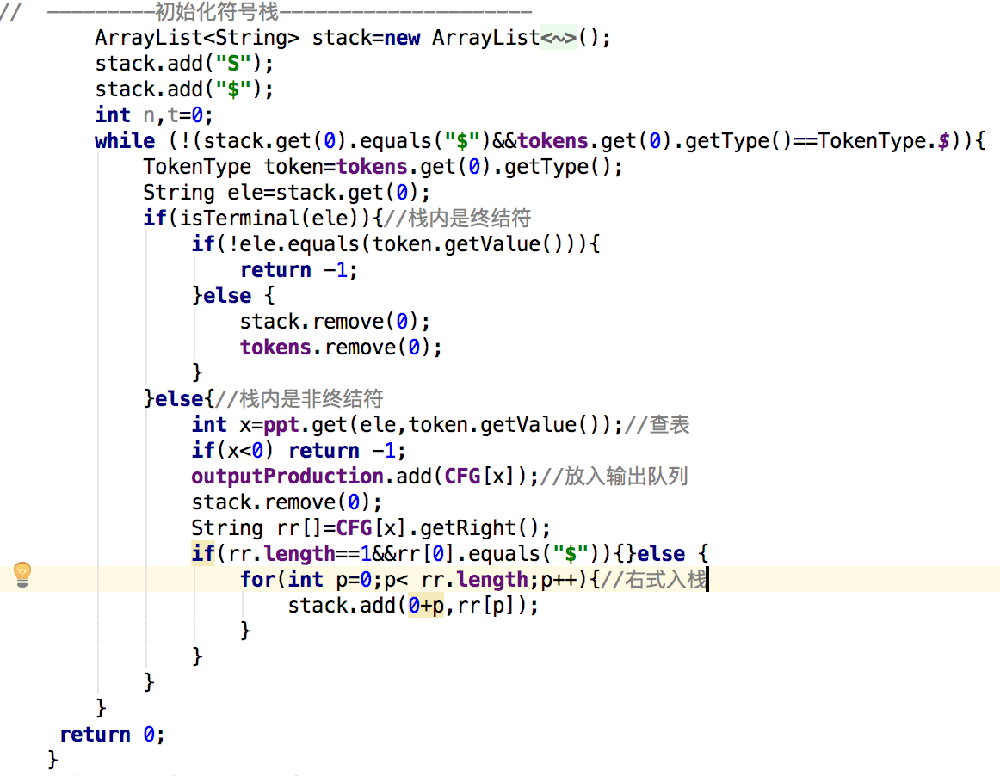 // ---------初始化符号栈---------------------
ArrayList<String> stack=new ArrayList<~>();
stack.add("S");
stack.add("$");
int n,t=0;
while (!(stack.get(0).equals("$")&&tokens.get(0).getType()==TokenType.$)){
TokenType token=tokens.get(0).getType();
String ele=stack.get(0);
if(isTerminal(ele)){//栈内是终结符
if(!ele.equals(token.getValue())){
return -1;
}else {
stack.remove(0);
tokens.remove(0);
}
}else{//栈内是非终结符
int x=ppt.get(ele,token.getValue());//查表
if(x<0) return -1;
outputProduction.add(CFG[x]);//放入输出队列
stack.remove(0);
String rr[]=CFG[x].getRight();
if(rr.length==1&&rr[0].equals("$")){}else {
for(int p=0;p< rr.length;p++){//右式入栈
stack.add(0+p,rr[p]);
}
}
}
}
return 0;
}